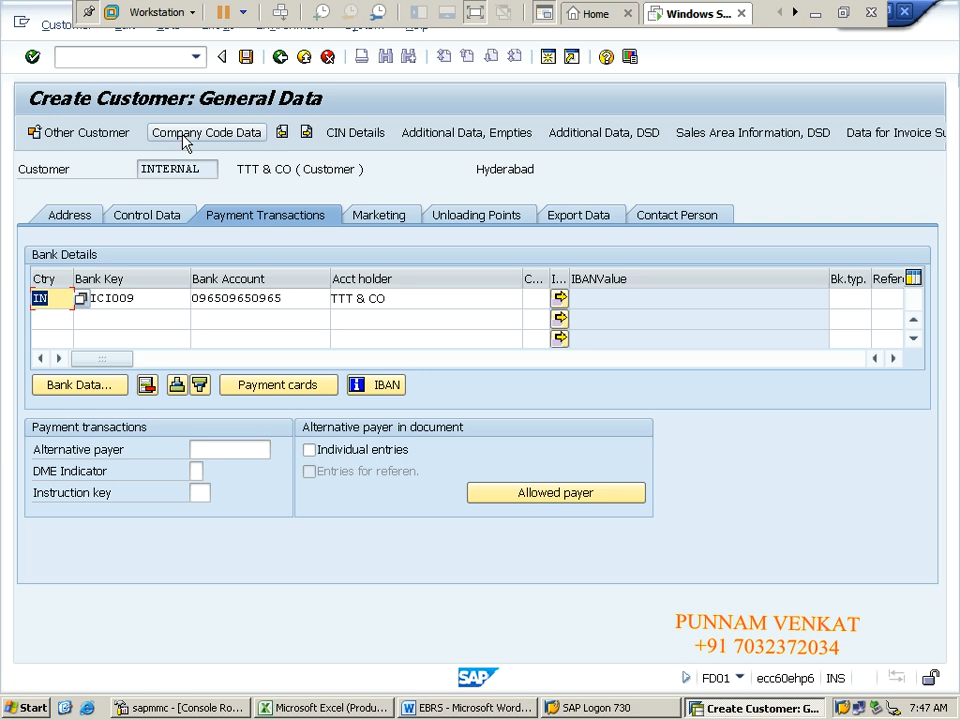 Workstation
Home
Windows S...
Create Customer: General Data
Other Customer
Company Code Data
CIN Details
Additional Data, Empties
Additional Data, DSD
Sales Area Information, DSD
Data for Invoice Su
Customer
INTERNAL
TTT & CO ( Customer )
Hyderabad
Address
Control Data
Payment Transactions
Marketing
Unloading Points
Export Data
Contact Person
Bank Details
Ctry
Bank Key
Bank Account
Acct holder
C...
I...
IBANValue
Bk.typ.
Refer
IN
ICI009
096509650965
TTT & CO
Bank Data...
Payment cards
IBAN
Payment transactions
Alternative payer in document
Alternative payer
Individual entries
DME Indicator
Entries for referen.
Instruction key
Allowed payer
PUNNAM VENKAT
+91 7032372034
SAP
FD01
ecc60ehp6
INS
Start
sapmmc - [Console Ro...
Microsoft Excel (Produ...
EBRS - Microsoft Word...
SAP Logon 730
Create Customer: G...
7:47 AM